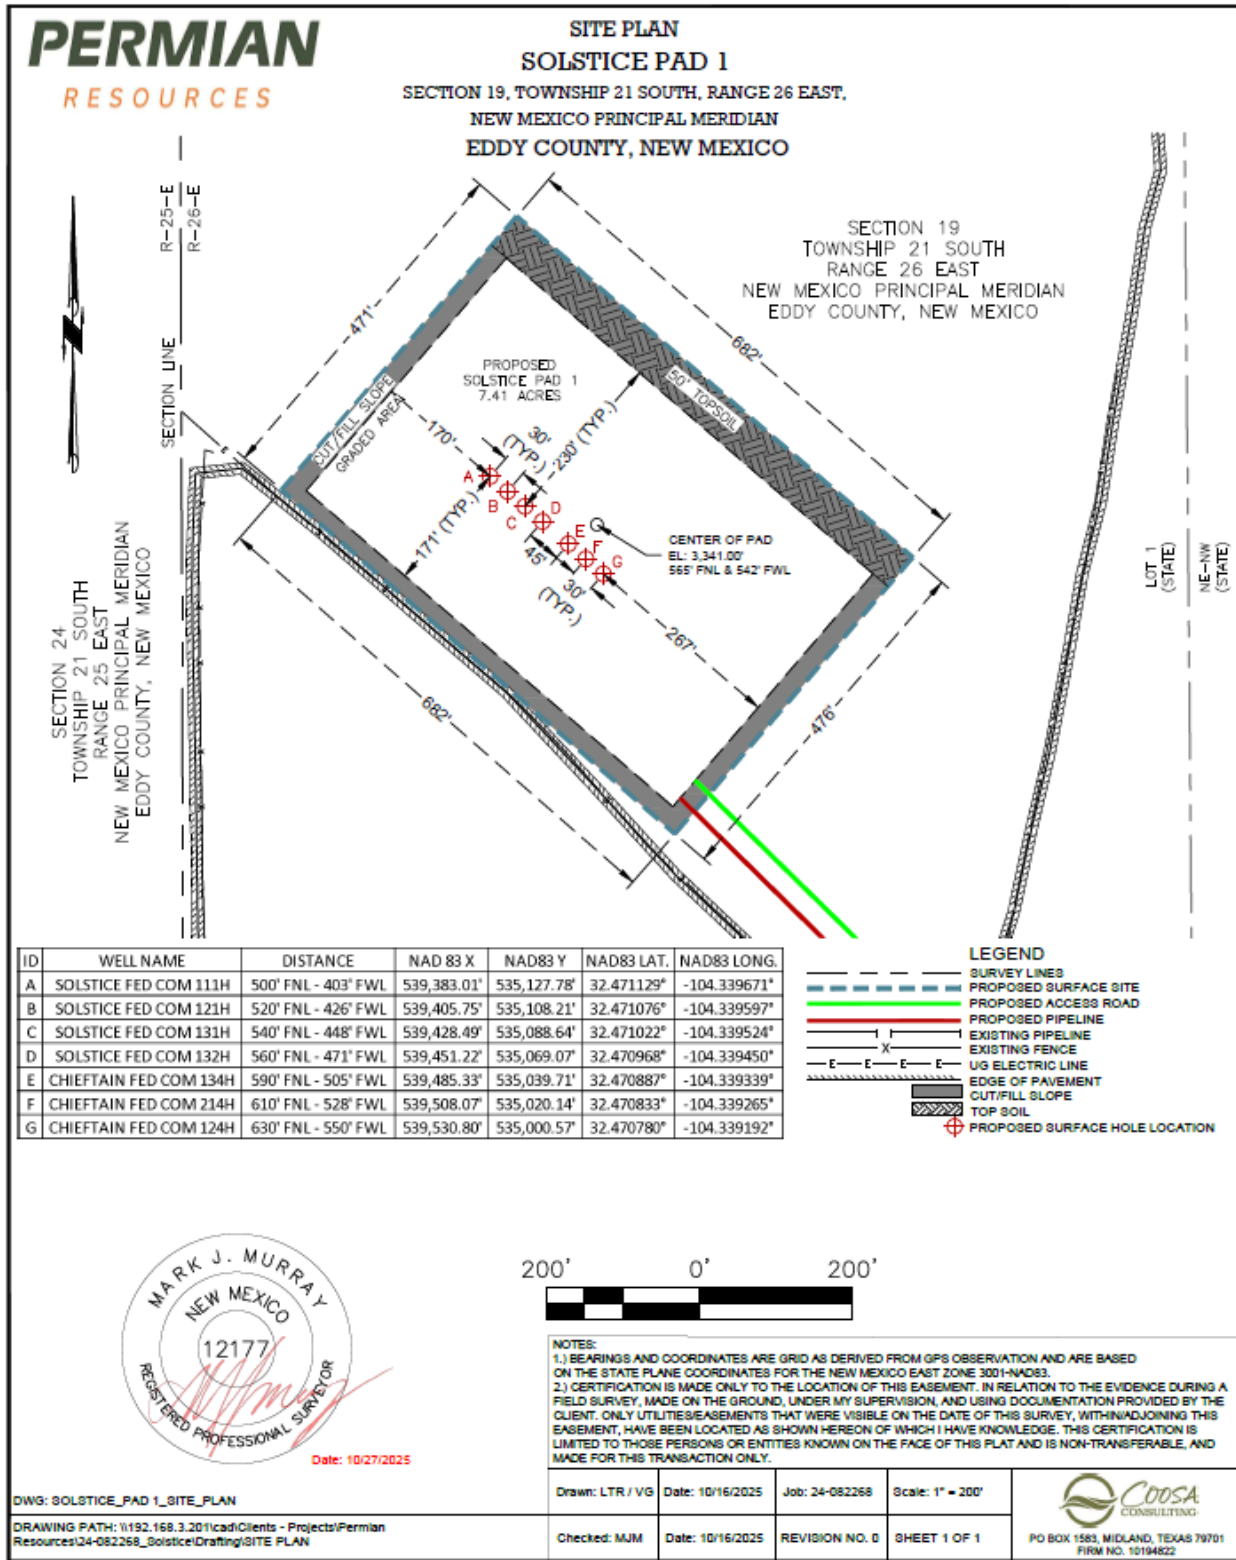 PERMIAN
RESOURCES
SITE PLAN
SOLSTICE PAD 1
SECTION 19, TOWNSHIP 21 SOUTH, RANGE 26 EAST,
NEW MEXICO PRINCIPAL MERIDIAN
EDDY COUNTY, NEW MEXICO
R-25-E
R-26-E
SECTION LINE
SECTION 19
TOWNSHIP 21 SOUTH
RANGE 26 EAST
NEW MEXICO PRINCIPAL MERIDIAN
EDDY COUNTY, NEW MEXICO
471'
682'
PROPOSED
SOLSTICE PAD 1
7.41 ACRES
50' TOPSOIL
CUT/FILL SLOPE
GRADED AREA
170'
30'
(TYP.)
230' (TYP.)
171' (TYP.)
A
B
C
D
E
F
G
45'
30'
(TYP.)
CENTER OF PAD
EL: 3,341.00'
565' FNL & 542' FWL
267'
682'
476'
LOT 1
(STATE)
NE-NW
(STATE)
SECTION 24
TOWNSHIP 21 SOUTH
RANGE 25 EAST
NEW MEXICO PRINCIPAL MERIDIAN
EDDY COUNTY, NEW MEXICO
ID WELL NAME DISTANCE NAD 83 X NAD83 Y NAD83 LAT. NAD83 LONG.
A SOLSTICE FED COM 111H 500' FNL - 403' FWL 539,383.01' 535,127.78' 32.471129° -104.339671°
B SOLSTICE FED COM 121H 520' FNL - 426' FWL 539,405.75' 535,108.21' 32.471076° -104.339597°
C SOLSTICE FED COM 131H 540' FNL - 448' FWL 539,428.49' 535,088.64' 32.471022° -104.339524°
D SOLSTICE FED COM 132H 560' FNL - 471' FWL 539,451.22' 535,069.07' 32.470968° -104.339450°
E CHIEFTAIN FED COM 134H 590' FNL - 505' FWL 539,485.33' 535,039.71' 32.470887° -104.339339°
F CHIEFTAIN FED COM 214H 610' FNL - 528' FWL 539,508.07' 535,020.14' 32.470833° -104.339265°
G CHIEFTAIN FED COM 124H 630' FNL - 550' FWL 539,530.80' 535,000.57' 32.470780° -104.339192°
LEGEND
SURVEY LINES
PROPOSED SURFACE SITE
PROPOSED ACCESS ROAD
PROPOSED PIPELINE
EXISTING PIPELINE
X EXISTING FENCE
E E E E UG ELECTRIC LINE
EDGE OF PAVEMENT
CUT/FILL SLOPE
TOP SOIL
PROPOSED SURFACE HOLE LOCATION
MARK J. MURRAY
NEW MEXICO
12177
REGISTERED PROFESSIONAL SURVEYOR
Date: 10/27/2025
200' 0' 200'
NOTES:
1.) BEARINGS AND COORDINATES ARE GRID AS DERIVED FROM GPS OBSERVATION AND ARE BASED
ON THE STATE PLANE COORDINATES FOR THE NEW MEXICO EAST ZONE 3001-NAD83.
2.) CERTIFICATION IS MADE ONLY TO THE LOCATION OF THIS EASEMENT. IN RELATION TO THE EVIDENCE DURING A
FIELD SURVEY, MADE ON THE GROUND, UNDER MY SUPERVISION, AND USING DOCUMENTATION PROVIDED BY THE
CLIENT. ONLY UTILITIES/EASEMENTS THAT WERE VISIBLE ON THE DATE OF THIS SURVEY, WITHIN/ADJOINING THIS
EASEMENT, HAVE BEEN LOCATED AS SHOWN HEREON OF WHICH I HAVE KNOWLEDGE. THIS CERTIFICATION IS
LIMITED TO THOSE PERSONS OR ENTITIES KNOWN ON THE FACE OF THIS PLAT AND IS NON-TRANSFERABLE, AND
MADE FOR THIS TRANSACTION ONLY.
DWG: SOLSTICE_PAD 1_SITE_PLAN
DRAWING PATH: \\192.168.3.201\cad\Clients - Projects\Permian
Resources\24-082268_Solstice\Drafting\SITE PLAN
Drawn: LTR / VG Date: 10/16/2025 Job: 24-082268 Scale: 1" = 200'
Checked: MJM Date: 10/16/2025 REVISION NO. 0 SHEET 1 OF 1
COOSA
CONSULTING
PO BOX 1583, MIDLAND, TEXAS 79701
FIRM NO. 10194822